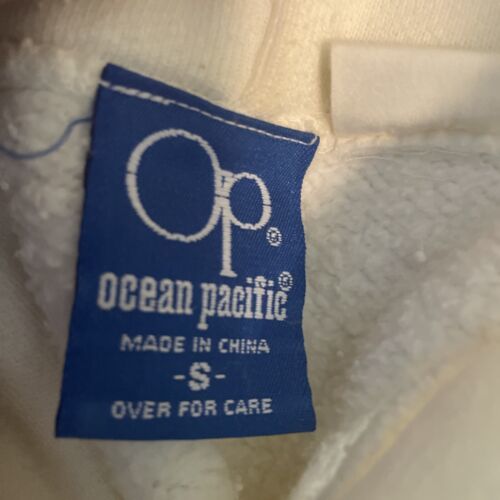 Op®
ocean pacific®
MADE IN CHINA
-S-
OVER FOR CARE